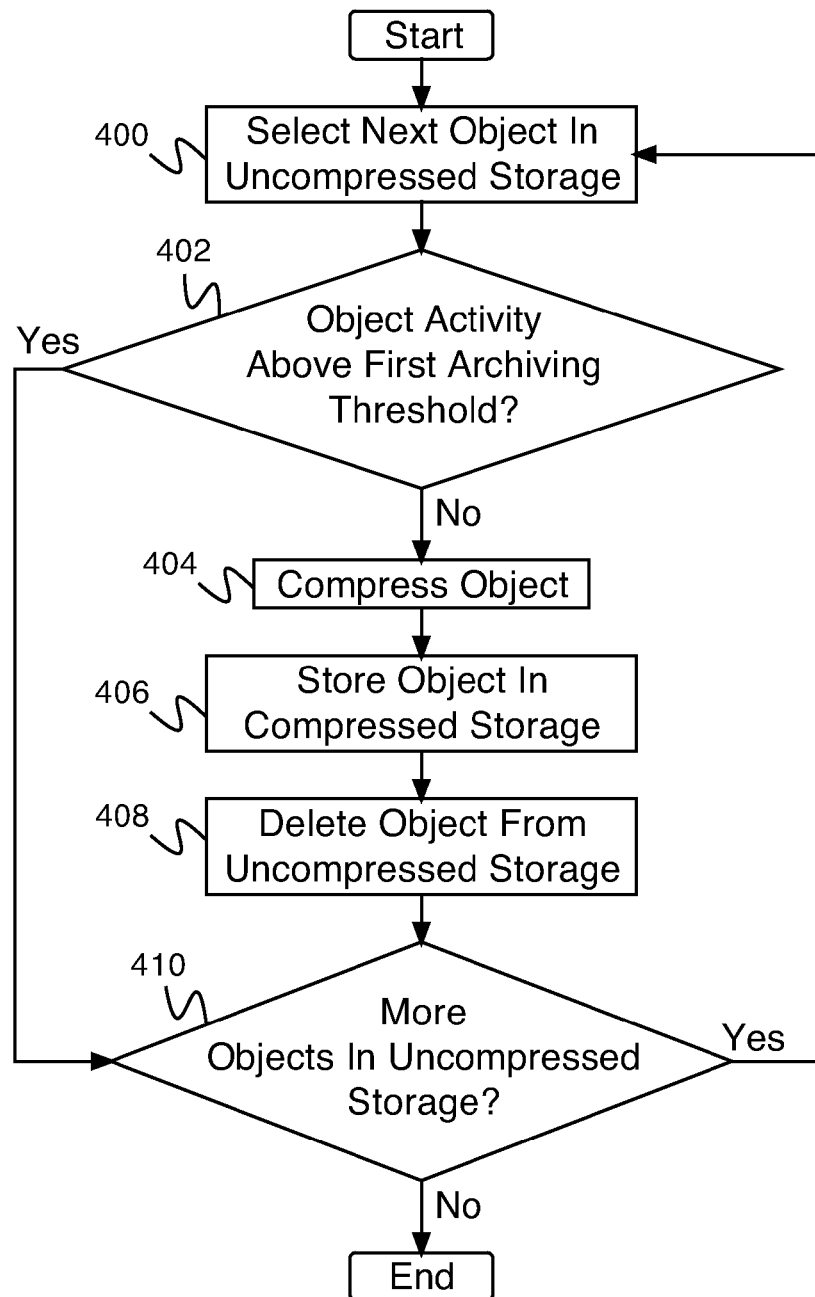 Start
400
Select Next Object In
Uncompressed Storage
402
Yes
Object Activity
Above First Archiving
Threshold?
No
404
Compress Object
406
Store Object In
Compressed Storage
408
Delete Object From
Uncompressed Storage
410
More
Objects In Uncompressed
Storage?
Yes
No
End